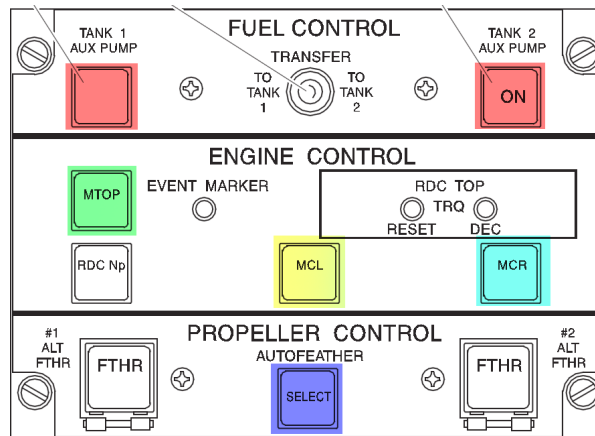 FUEL CONTROL
TANK 1
AUX PUMP
TRANSFER
TO
TANK
1
TO
TANK
2
TANK 2
AUX PUMP
ON
ENGINE CONTROL
MTOP
EVENT MARKER
RDC TOP
TRQ
RESET
DEC
RDC Np
MCL
MCR
PROPELLER CONTROL
#1
ALT
FTHR
FTHR
AUTOFEATHER
SELECT
FTHR
#2
ALT
FTHR